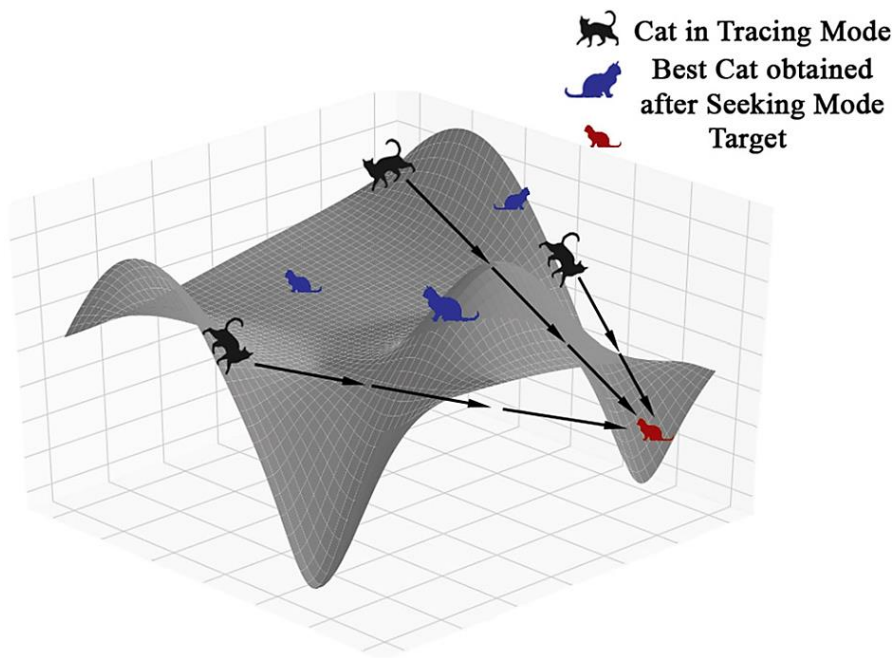 Cat in Tracing Mode
Best Cat obtained
after Seeking Mode
Target